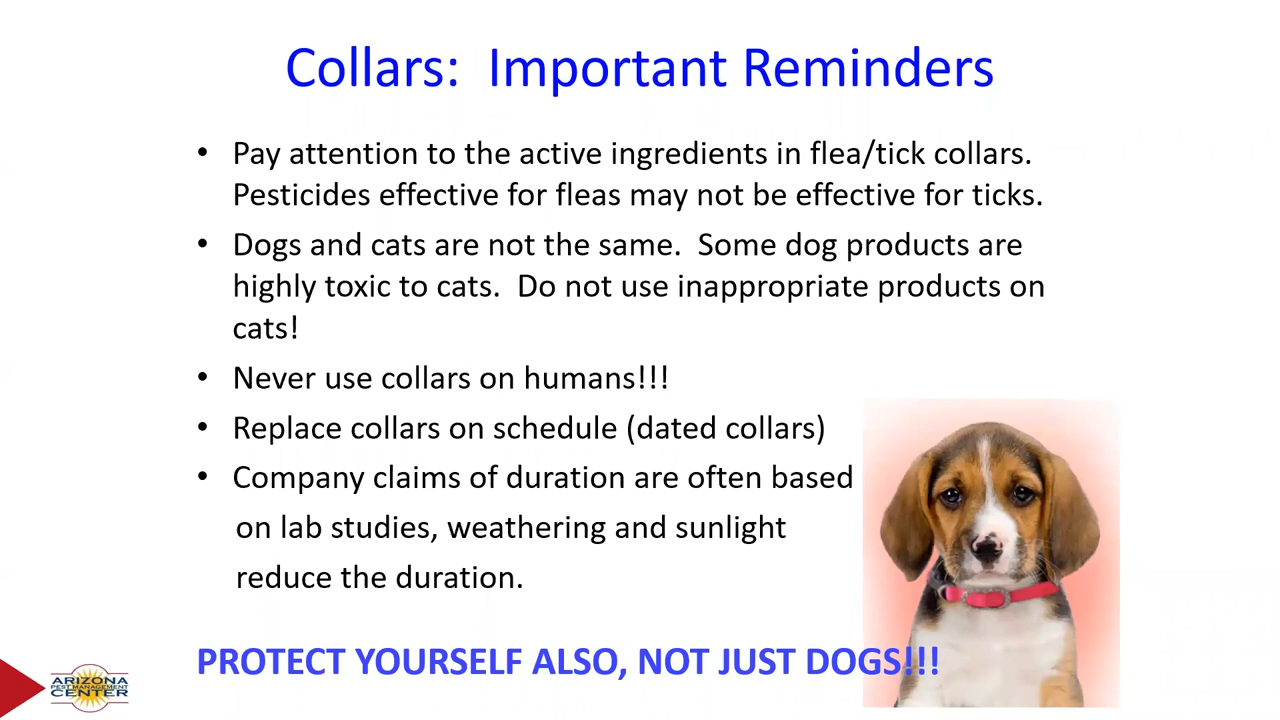 Collars:  Important Reminders
• Pay attention to the active ingredients in flea/tick collars.
Pesticides effective for fleas may not be effective for ticks.
• Dogs and cats are not the same.  Some dog products are
highly toxic to cats.  Do not use inappropriate products on
cats!
• Never use collars on humans!!!
• Replace collars on schedule (dated collars)
• Company claims of duration are often based
on lab studies, weathering and sunlight
reduce the duration.
PROTECT YOURSELF ALSO, NOT JUST DOGS!!!
ARIZONA
PEST MANAGEMENT
CENTER